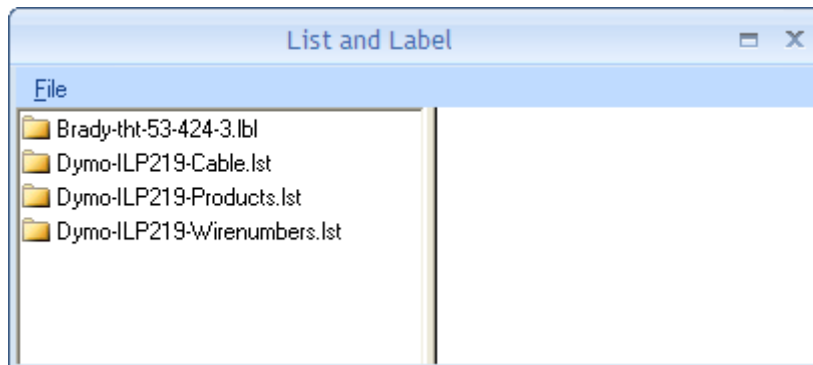 List and Label
File
Brady-tht-53-424-3.lbl
Dymo-ILP219-Cable.lst
Dymo-ILP219-Products.lst
Dymo-ILP219-Wirenumbers.lst